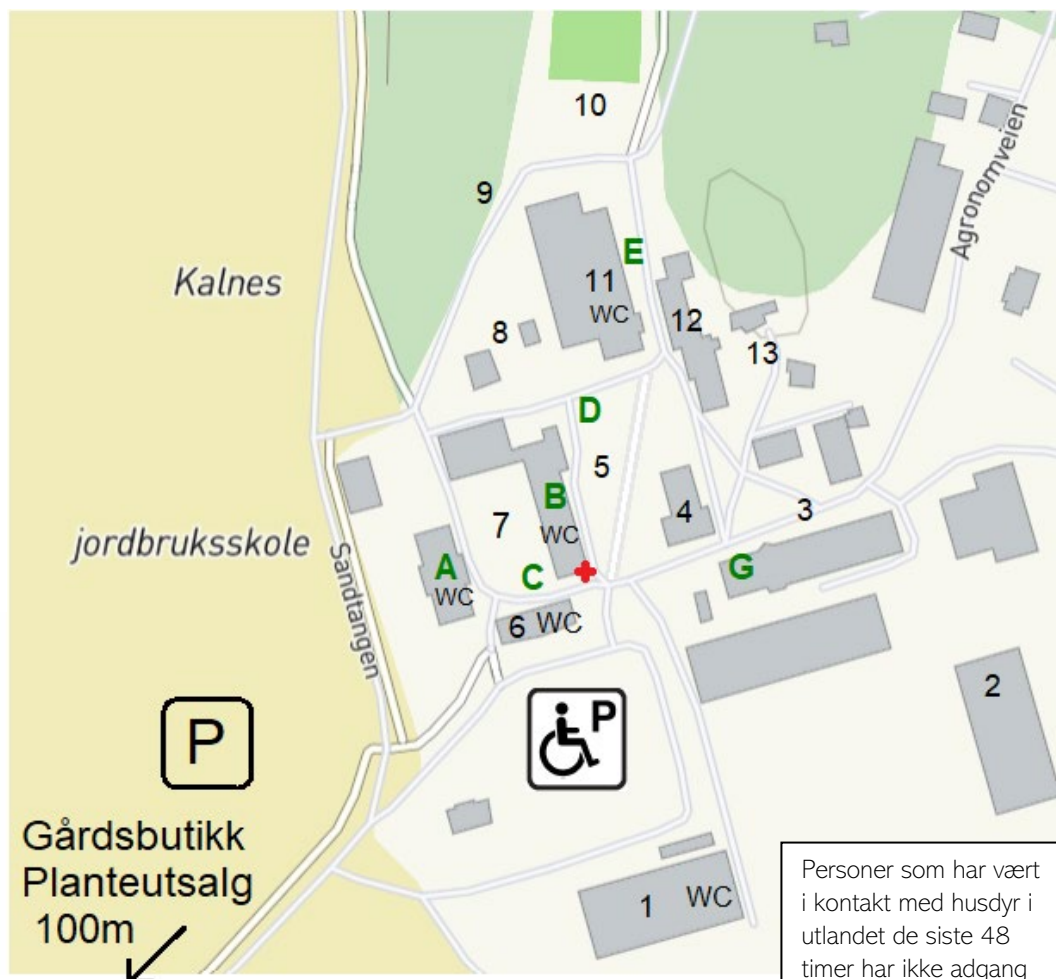 10
9
Agronomveien
E
Kalnes
11
WC
8
12
13
D
5
7
B
WC
4
3
jordbruksskole
Sandtangen
A
WC
C
G
6 WC
2
P
P
Gårdsbutikk
Planteutsalg
100m
1 WC
Personer som har vært
i kontakt med husdyr i
utlandet de siste 48
timer har ikke adgang